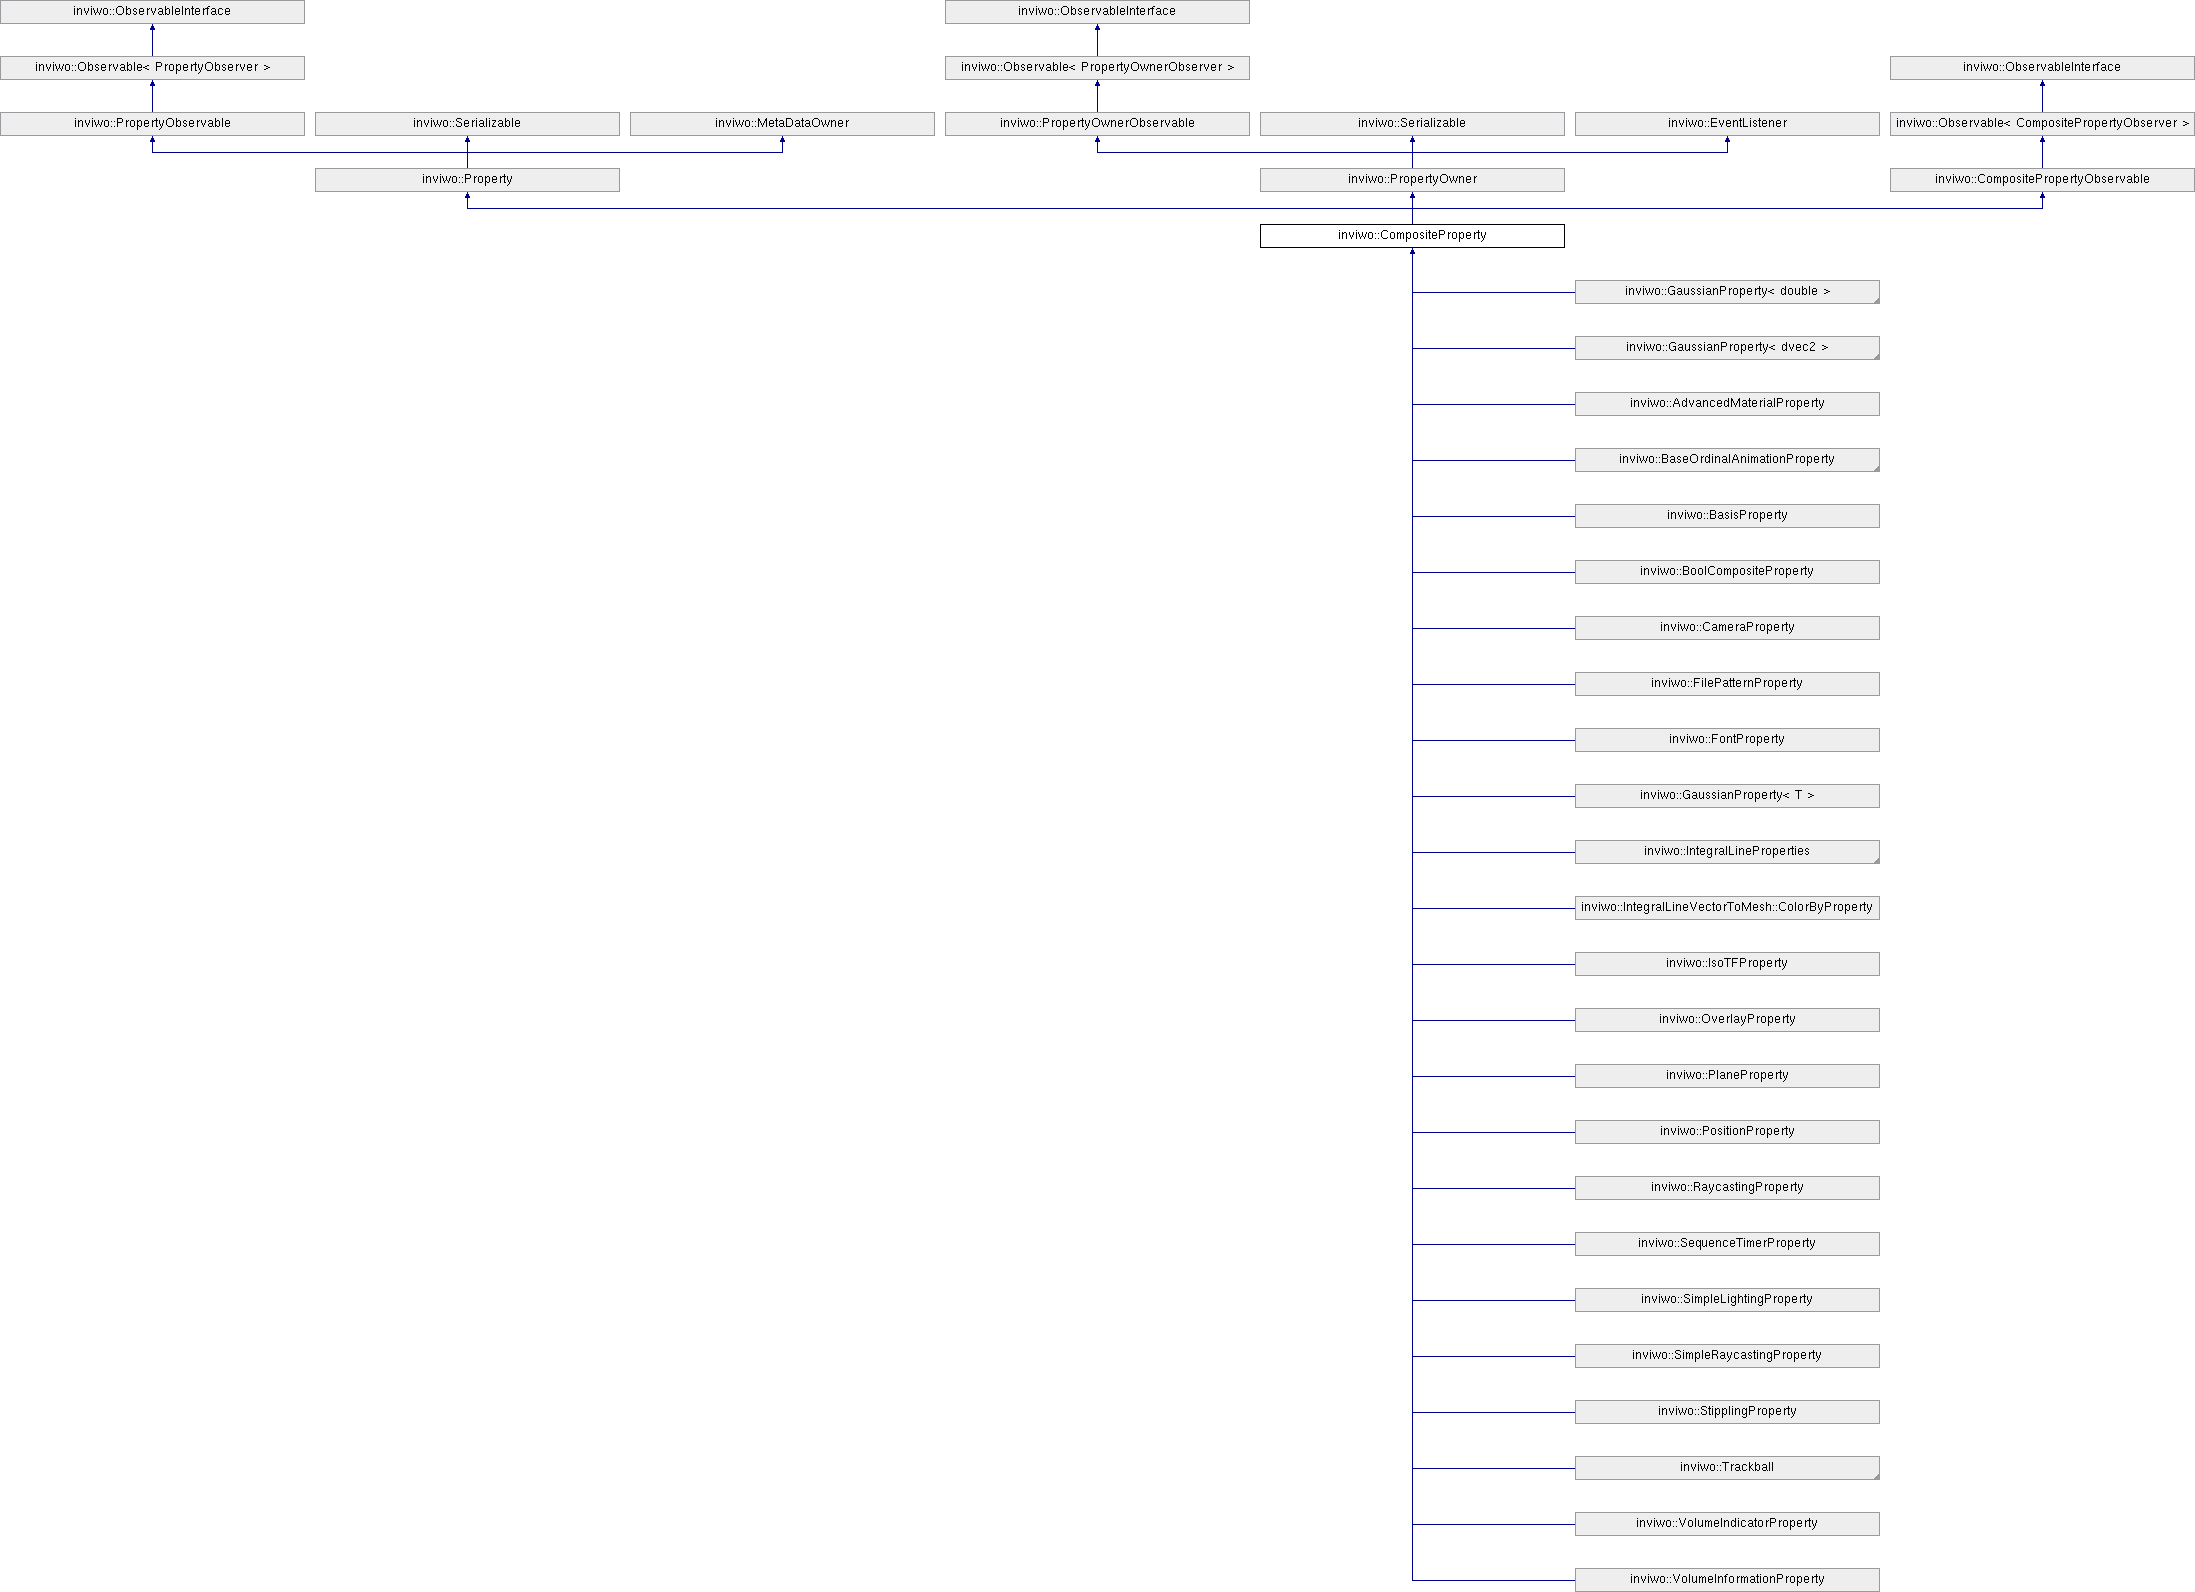 inviwo::ObservableInterface
inviwo::ObservableInterface
inviwo::Observable< PropertyObserver >
inviwo::Observable< PropertyOwnerObserver >
inviwo::ObservableInterface
inviwo::PropertyObservable
inviwo::Serializable
inviwo::MetaDataOwner
inviwo::PropertyOwnerObservable
inviwo::Serializable
inviwo::EventListener
inviwo::Observable< CompositePropertyObserver >
inviwo::Property
inviwo::PropertyOwner
inviwo::CompositePropertyObservable
inviwo::CompositeProperty
inviwo::GaussianProperty< double >
inviwo::GaussianProperty< dvec2 >
inviwo::AdvancedMaterialProperty
inviwo::BaseOrdinalAnimationProperty
inviwo::BasisProperty
inviwo::BoolCompositeProperty
inviwo::CameraProperty
inviwo::FilePatternProperty
inviwo::FontProperty
inviwo::GaussianProperty< T >
inviwo::IntegralLineProperties
inviwo::IntegralLineVectorToMesh::ColorByProperty
inviwo::IsoTFProperty
inviwo::OverlayProperty
inviwo::PlaneProperty
inviwo::PositionProperty
inviwo::RaycastingProperty
inviwo::SequenceTimerProperty
inviwo::SimpleLightingProperty
inviwo::SimpleRaycastingProperty
inviwo::StipplingProperty
inviwo::Trackball
inviwo::VolumeIndicatorProperty
inviwo::VolumeInformationProperty